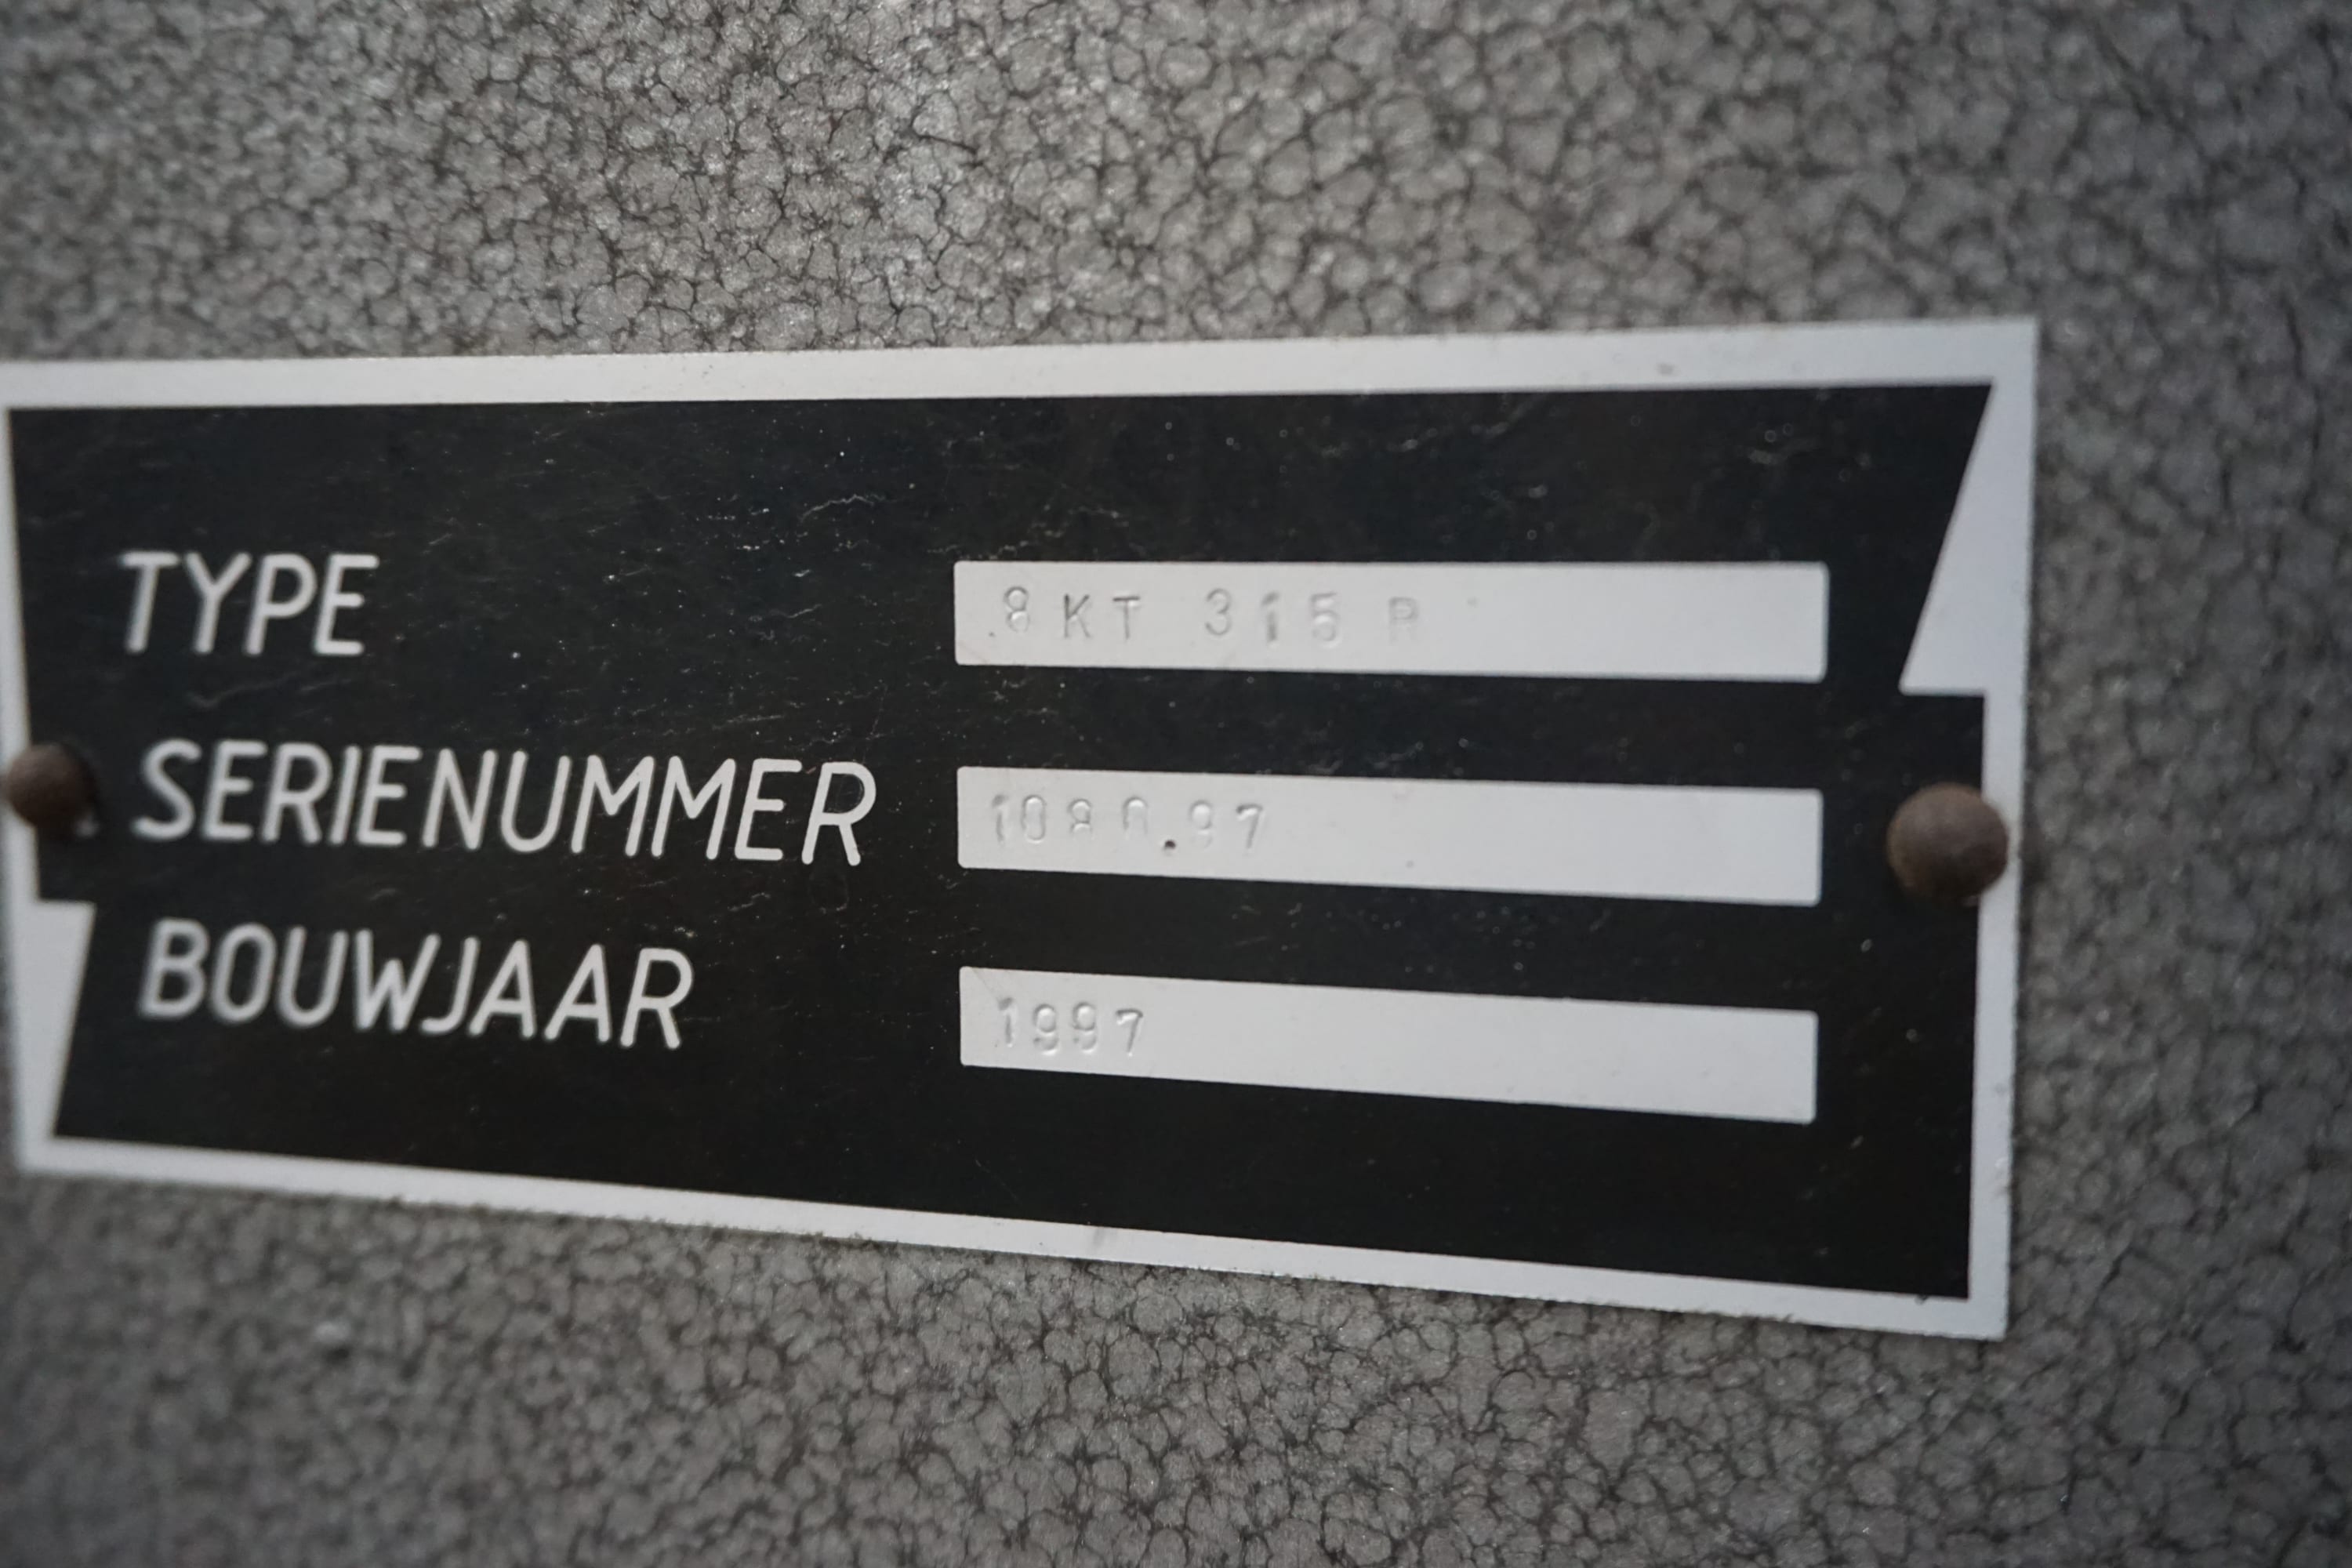 TYPE 8KT 315 R
SERIENUMMER 1080.97
BOUWJAAR 1997